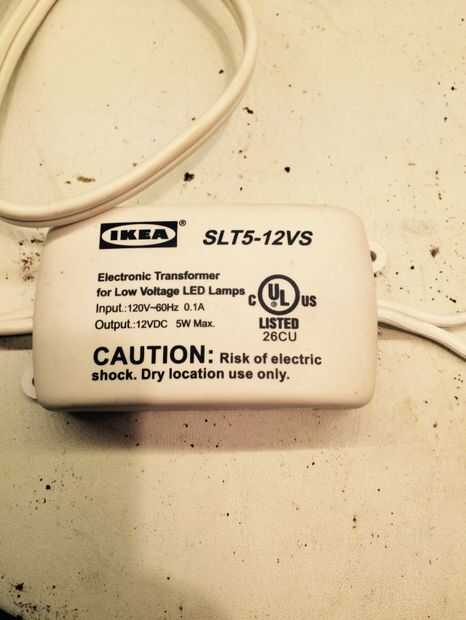 IKEA® SLT5-12VS
Electronic Transformer
for Low Voltage LED Lamps
Input.:120V~60Hz 0.1A
Output.:12VDC 5W Max.
C UL US
LISTED
26CU
CAUTION: Risk of electric
shock. Dry location use only.